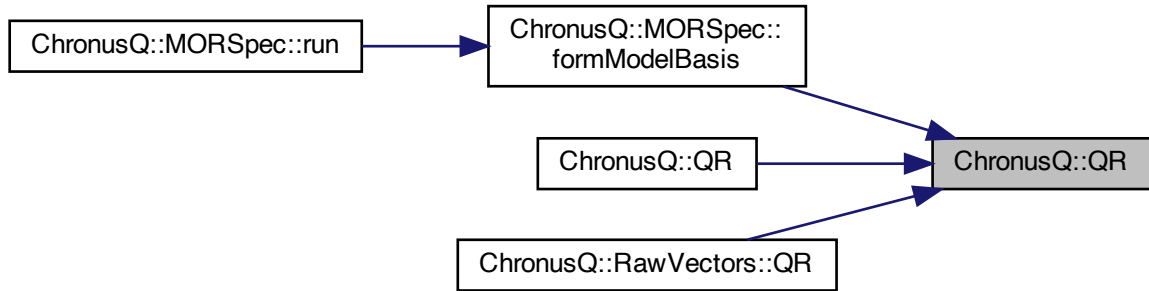 ChronusQ::MORSpec::run
ChronusQ::MORSpec::
formModelBasis
ChronusQ::QR
ChronusQ::QR
ChronusQ::RawVectors::QR